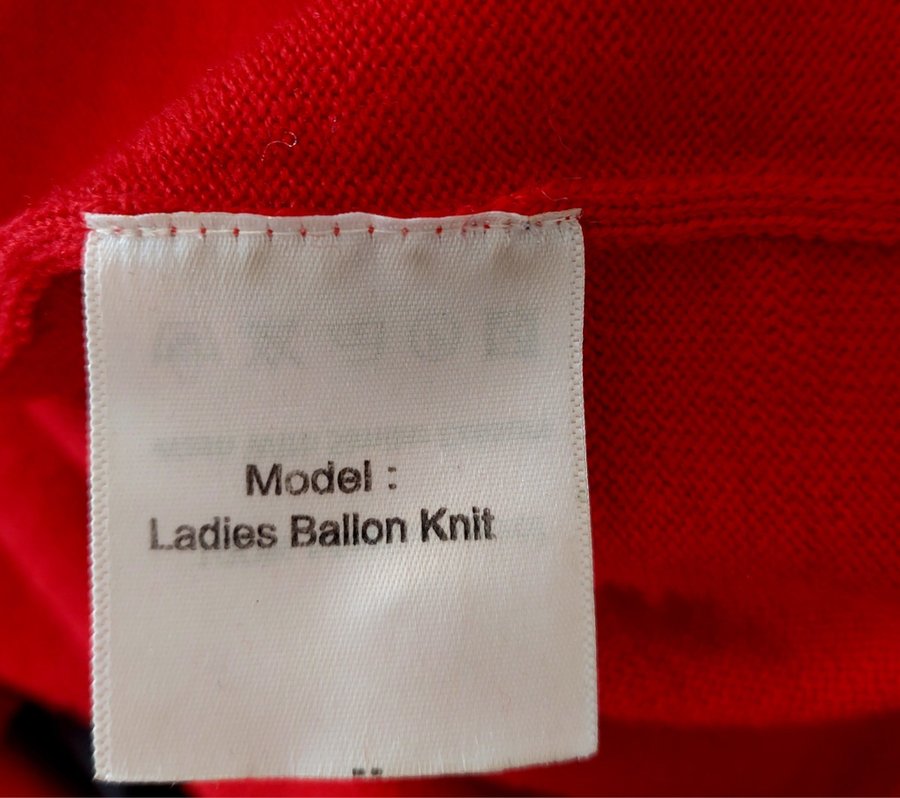 Model :
Ladies Ballon Knit